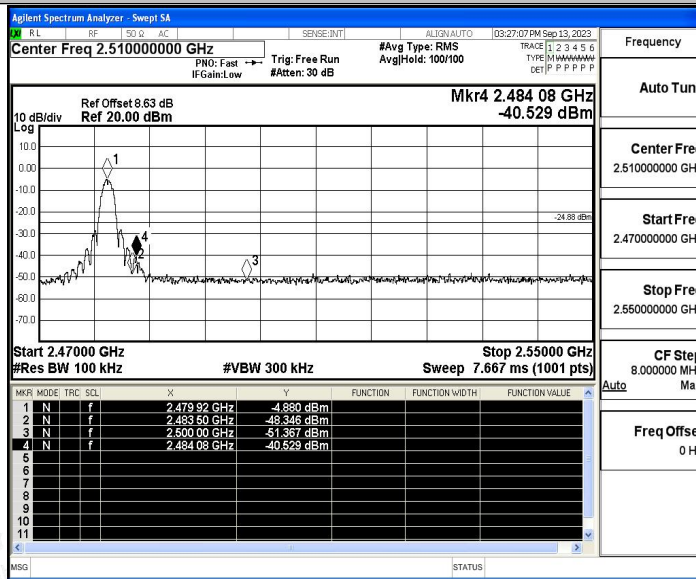 Agilent Spectrum Analyzer - Swept SA
LXI RL RF 50 Ω AC SENSE:INT ALIGNAUTO 03:27:07 PM Sep 13, 2023
Center Freq 2.510000000 GHz
PNO: Fast
IFGain:Low
Trig: Free Run
#Atten: 30 dB
#Avg Type: RMS
Avg|Hold: 100/100
TRACE 1 2 3 4 5 6
TYPE M WWWWW
DET P P P P P P
Ref Offset 8.63 dB
10 dB/div Ref 20.00 dBm
Log
Mkr4 2.484 08 GHz
-40.529 dBm
10.0
0.00
-10.0
-20.0
-30.0
-40.0
-50.0
-60.0
-70.0
1
4
2
3
-24.88 dBm
Start 2.47000 GHz Stop 2.55000 GHz
#Res BW 100 kHz #VBW 300 kHz Sweep 7.667 ms (1001 pts)
MKR MODE TRC SCL X Y FUNCTION FUNCTION WIDTH FUNCTION VALUE
1 N f 2.479 92 GHz -4.880 dBm
2 N f 2.483 50 GHz -48.346 dBm
3 N f 2.500 00 GHz -51.367 dBm
4 N f 2.484 08 GHz -40.529 dBm
5
6
7
8
9
10
11
MSG STATUS
Frequency
Auto Tun
Center Fre
2.510000000 GH
Start Fre
2.470000000 GH
Stop Fre
2.550000000 GH
CF Step
8.000000 MH
Auto Ma
Freq Offse
0 H